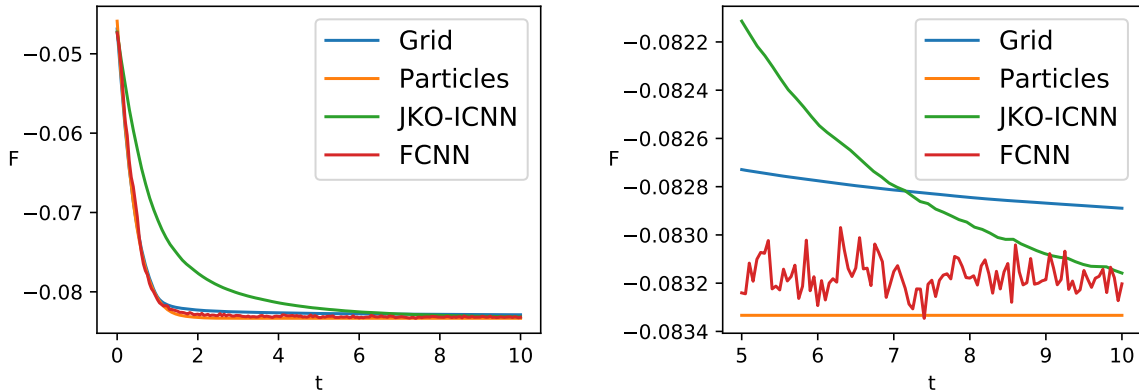 −0.05
−0.06
F
−0.07
−0.08
0
2
4
6
8
10
t
Grid
Particles
JKO-ICNN
FCNN
−0.0822
−0.0824
−0.0826
F
−0.0828
−0.0830
−0.0832
−0.0834
5
6
7
8
9
10
t
Grid
Particles
JKO-ICNN
FCNN